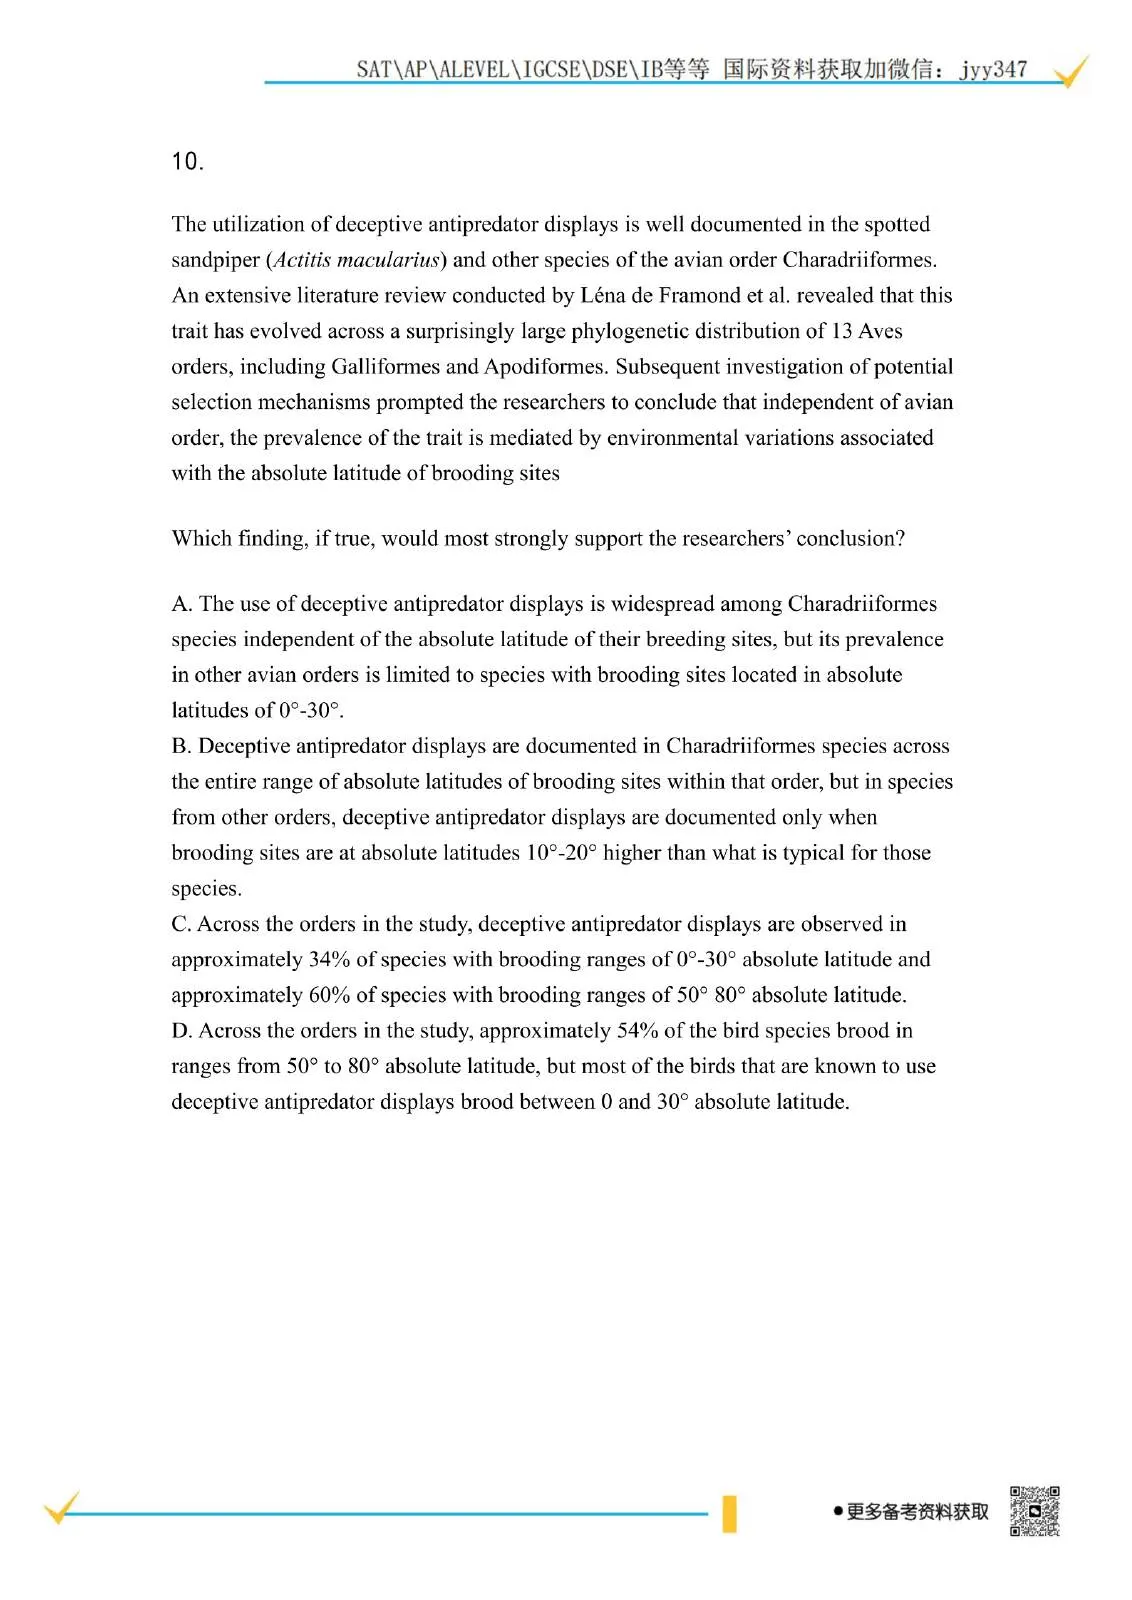 SAT\AP\ALEVEL\IGCSE\DSE\IB等等 国际资料获取加微信：jyy347
10.
The utilization of deceptive antipredator displays is well documented in the spotted
sandpiper (Actitis macularius) and other species of the avian order Charadriiformes.
An extensive literature review conducted by Léna de Framond et al. revealed that this
trait has evolved across a surprisingly large phylogenetic distribution of 13 Aves
orders, including Galliformes and Apodiformes. Subsequent investigation of potential
selection mechanisms prompted the researchers to conclude that independent of avian
order, the prevalence of the trait is mediated by environmental variations associated
with the absolute latitude of brooding sites
Which finding, if true, would most strongly support the researchers’ conclusion?
A. The use of deceptive antipredator displays is widespread among Charadriiformes
species independent of the absolute latitude of their breeding sites, but its prevalence
in other avian orders is limited to species with brooding sites located in absolute
latitudes of 0°-30°.
B. Deceptive antipredator displays are documented in Charadriiformes species across
the entire range of absolute latitudes of brooding sites within that order, but in species
from other orders, deceptive antipredator displays are documented only when
brooding sites are at absolute latitudes 10°-20° higher than what is typical for those
species.
C. Across the orders in the study, deceptive antipredator displays are observed in
approximately 34% of species with brooding ranges of 0°-30° absolute latitude and
approximately 60% of species with brooding ranges of 50° 80° absolute latitude.
D. Across the orders in the study, approximately 54% of the bird species brood in
ranges from 50° to 80° absolute latitude, but most of the birds that are known to use
deceptive antipredator displays brood between 0 and 30° absolute latitude.
●更多备考资料获取